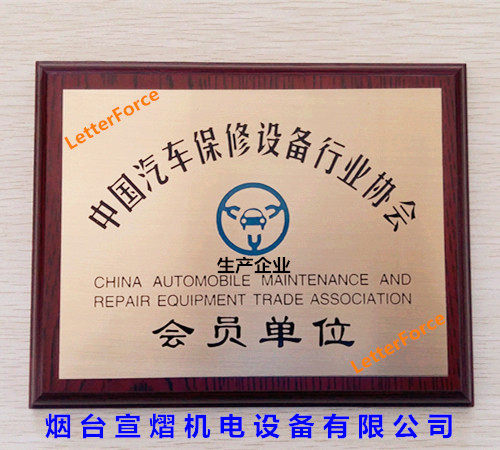 LetterForce
中国汽车保修设备行业协会
生产企业
CHINA AUTOMOBILE MAINTENANCE AND
REPAIR EQUIPMENT TRADE ASSOCIATION
会员单位
LetterForce
烟台宣熠机电设备有限公司